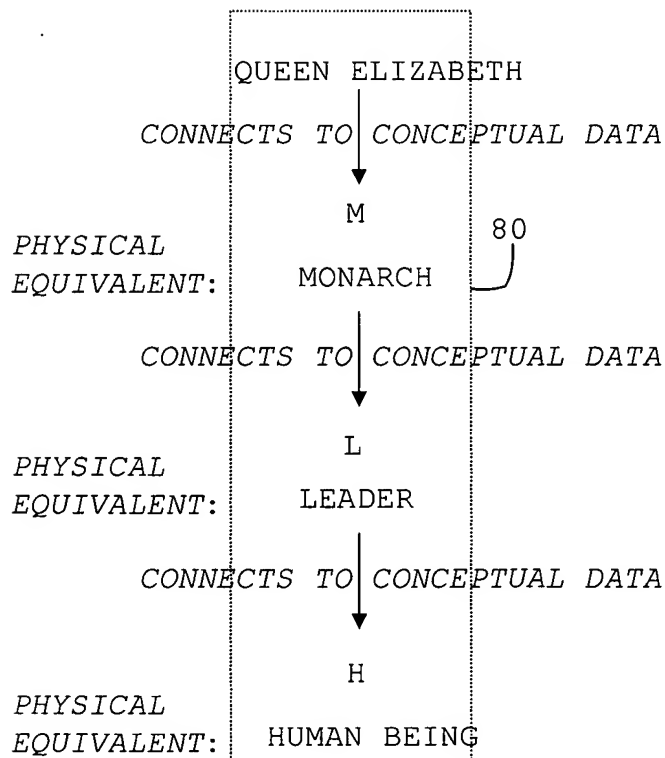 QUEEN ELIZABETH
CONNECTS TO CONCEPTUAL DATA
M
80
PHYSICAL
EQUIVALENT: MONARCH
CONNECTS TO CONCEPTUAL DATA
L
PHYSICAL
EQUIVALENT: LEADER
CONNECTS TO CONCEPTUAL DATA
H
PHYSICAL
EQUIVALENT: HUMAN BEING